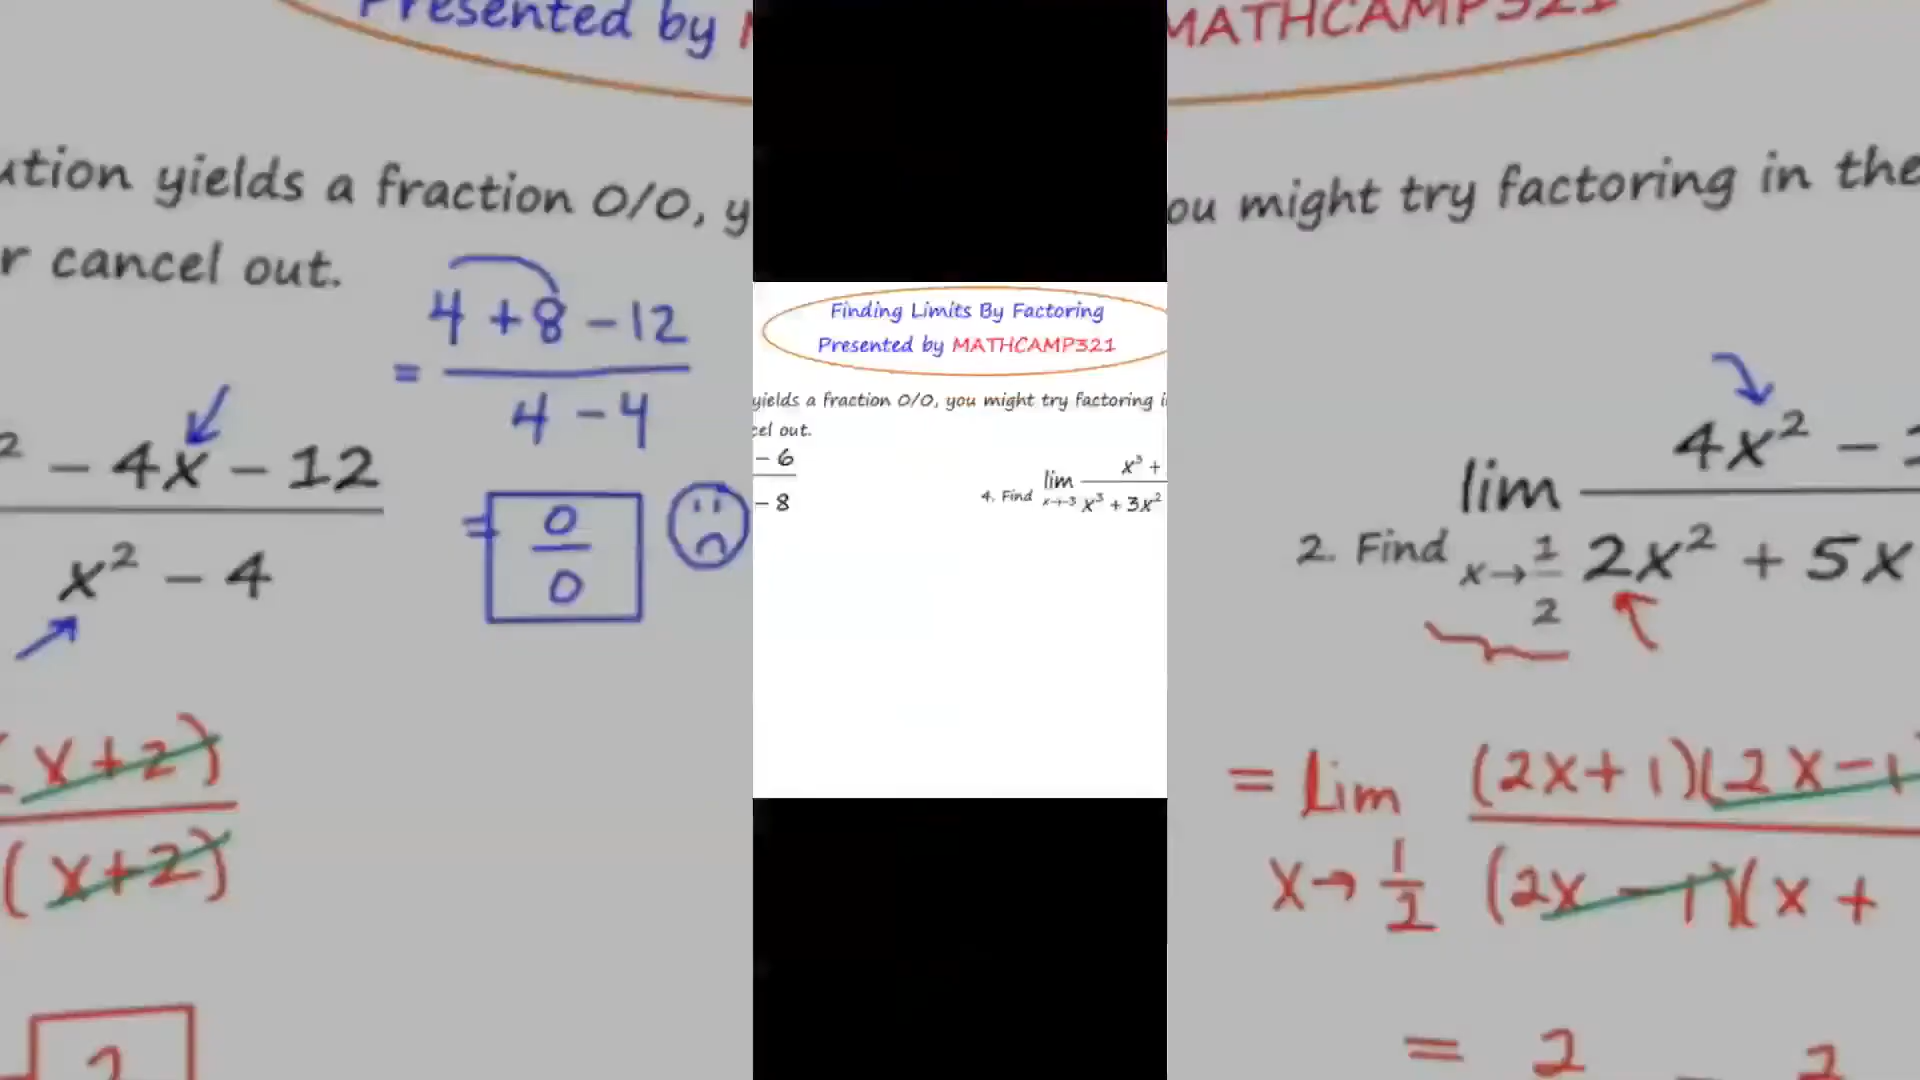 Presented by
MATHCAMP321
yields a fraction 0/0, y
ou might try factoring in the
r cancel out.
4 + 8 - 12
=
4 - 4
- 4x - 12
x² - 4
= 0
0
(x+2)
(x+2)
Finding Limits By Factoring
Presented by MATHCAMP321
yields a fraction 0/0, you might try factoring i
cel out.
- 6
- 8
x³ +
4. Find lim
x→-3 x³ + 3x²
4x² -
2. Find lim
x→ 1/2 2x² + 5x
= Lim (2x+1)(2x-1
x→ 1/2 (2x-1)(x +
= 2